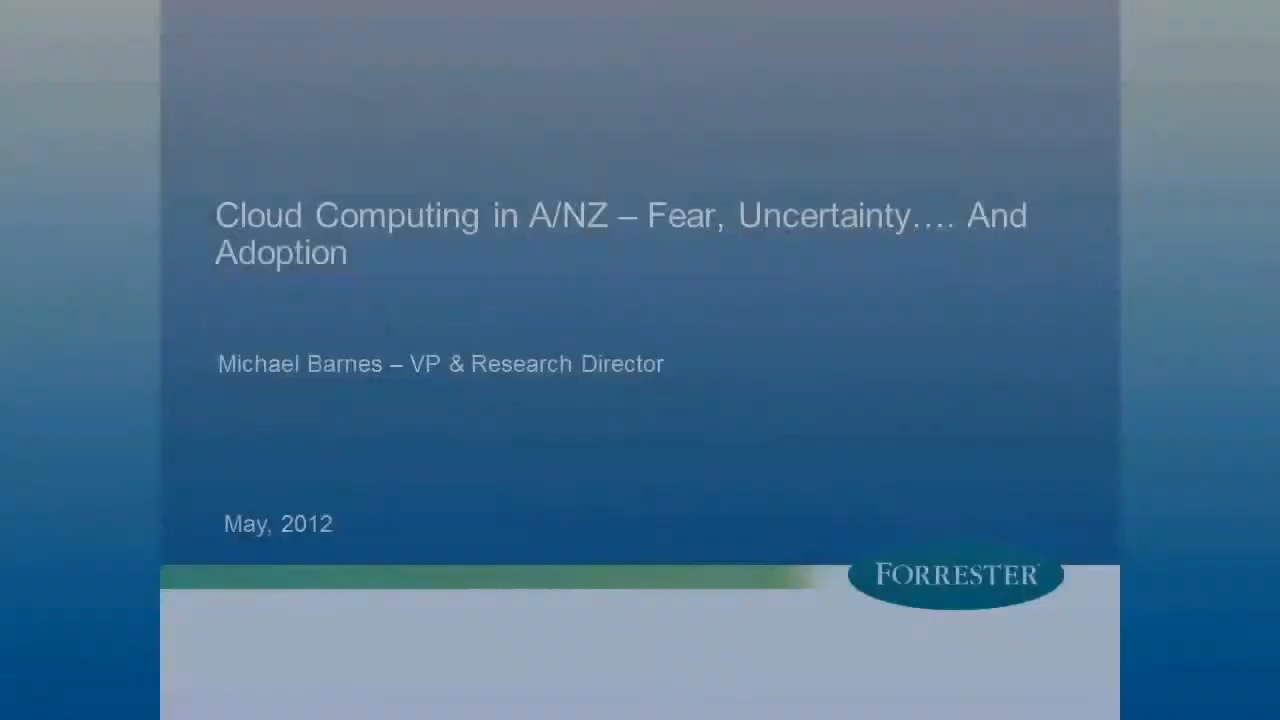 Cloud Computing in A/NZ – Fear, Uncertainty…. And
Adoption
Michael Barnes – VP & Research Director
May, 2012
FORRESTER